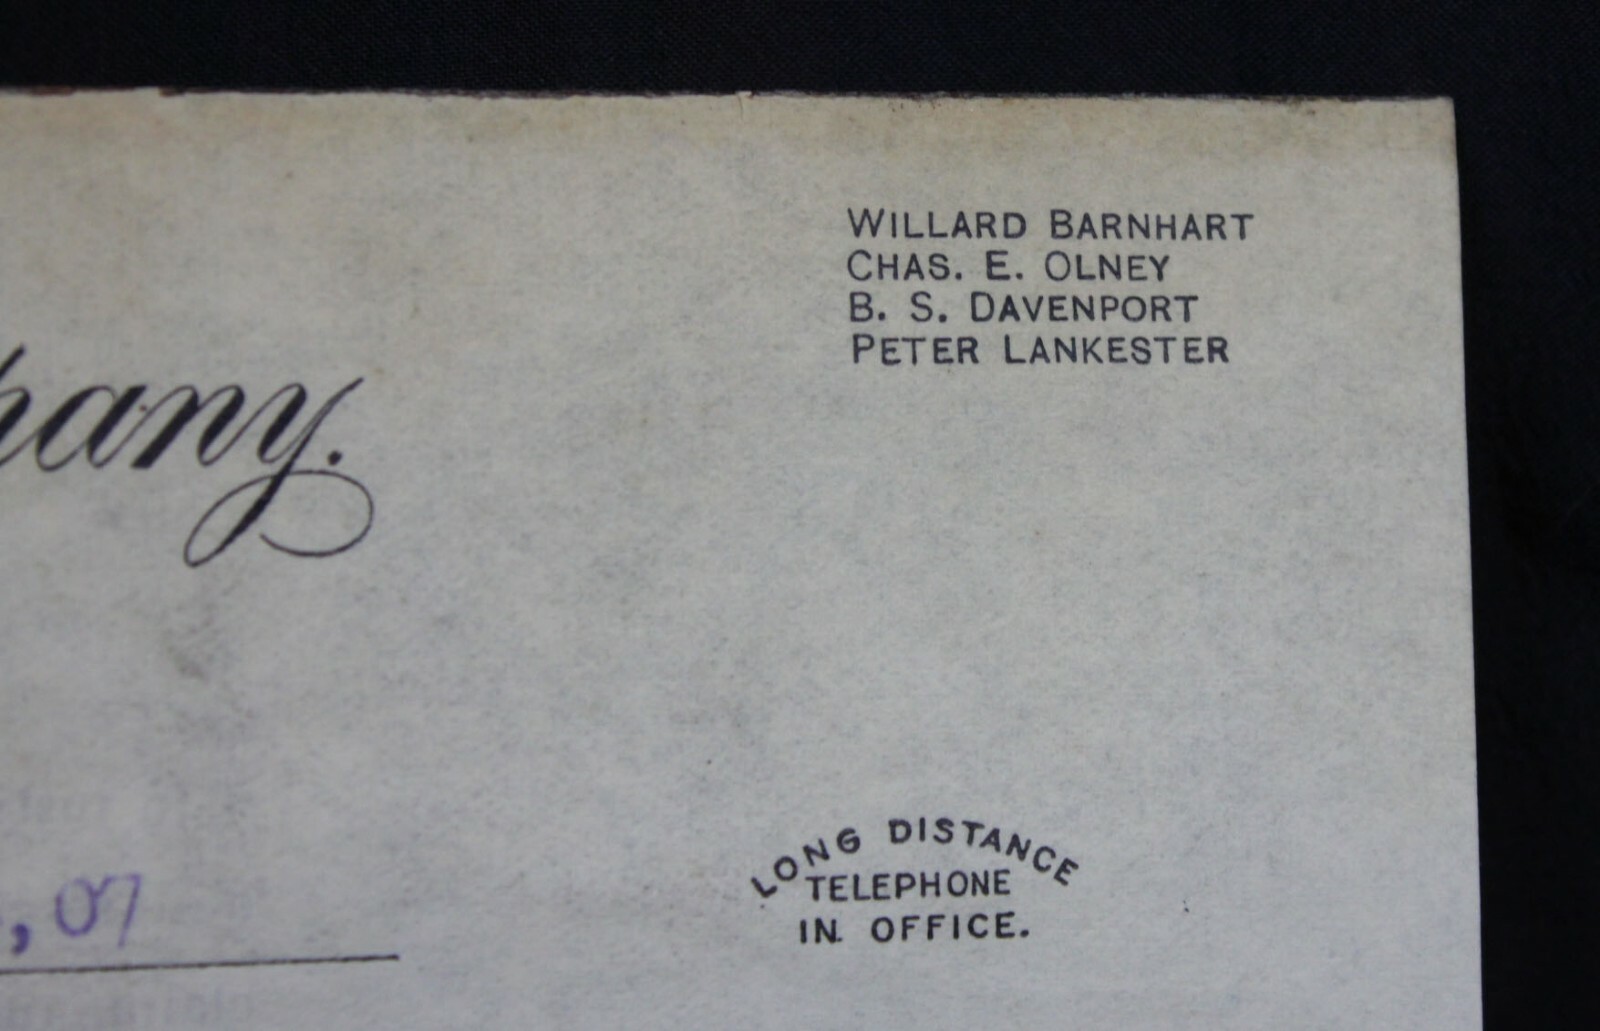 WILLARD BARNHART
CHAS. E. OLNEY
B. S. DAVENPORT
PETER LANKESTER
pany.
LONG DISTANCE
TELEPHONE
IN OFFICE.
, 07